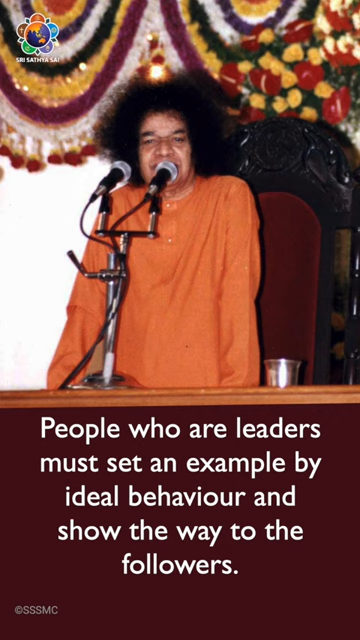 SRI SATHYA SAI
People who are leaders
must set an example by
ideal behaviour and
show the way to the
followers.
©SSSMC